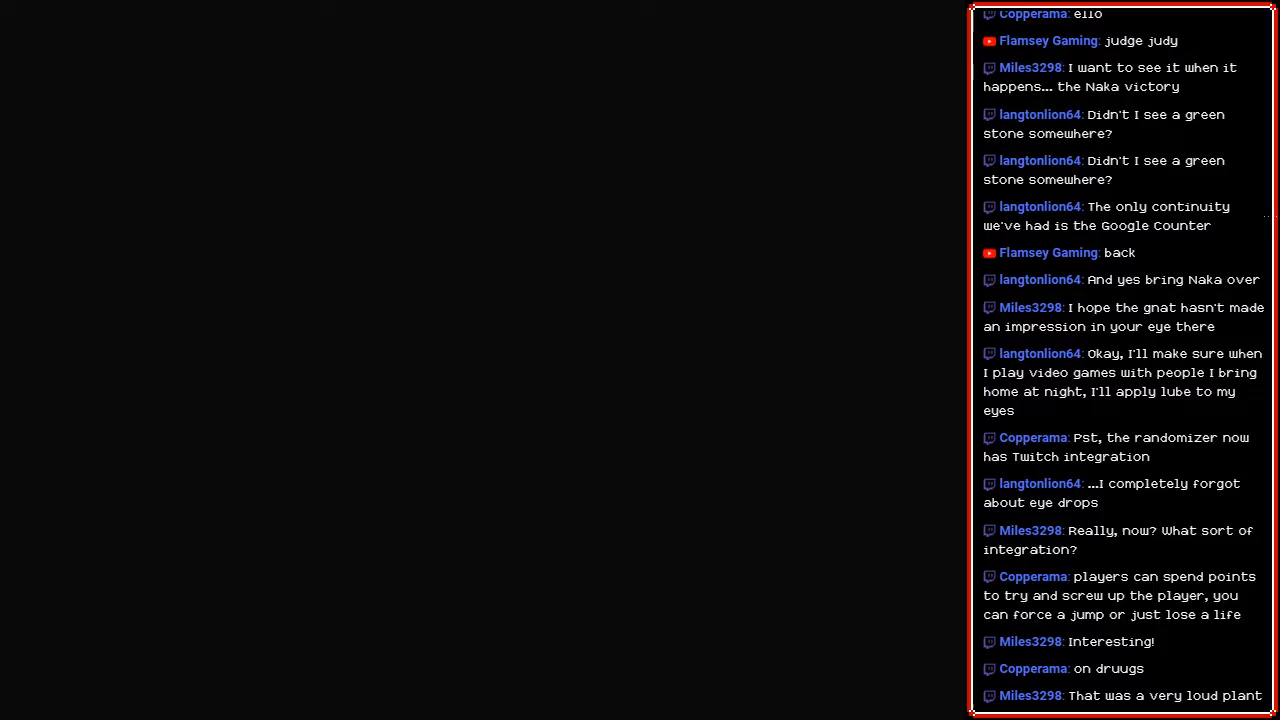 Copperama: ello
Flamsey Gaming: judge judy
Miles3298: I want to see it when it
happens... the Naka victory
langtonlion64: Didn't I see a green
stone somewhere?
langtonlion64: Didn't I see a green
stone somewhere?
langtonlion64: The only continuity
we've had is the Google Counter
Flamsey Gaming: back
langtonlion64: And yes bring Naka over
Miles3298: I hope the gnat hasn't made
an impression in your eye there
langtonlion64: Okay, I'll make sure when
I play video games with people I bring
home at night, I'll apply lube to my
eyes
Copperama: Pst, the randomizer now
has Twitch integration
langtonlion64: ...I completely forgot
about eye drops
Miles3298: Really, now? What sort of
integration?
Copperama: players can spend points
to try and screw up the player, you
can force a jump or just lose a life
Miles3298: Interesting!
Copperama: on druugs
Miles3298: That was a very loud plant